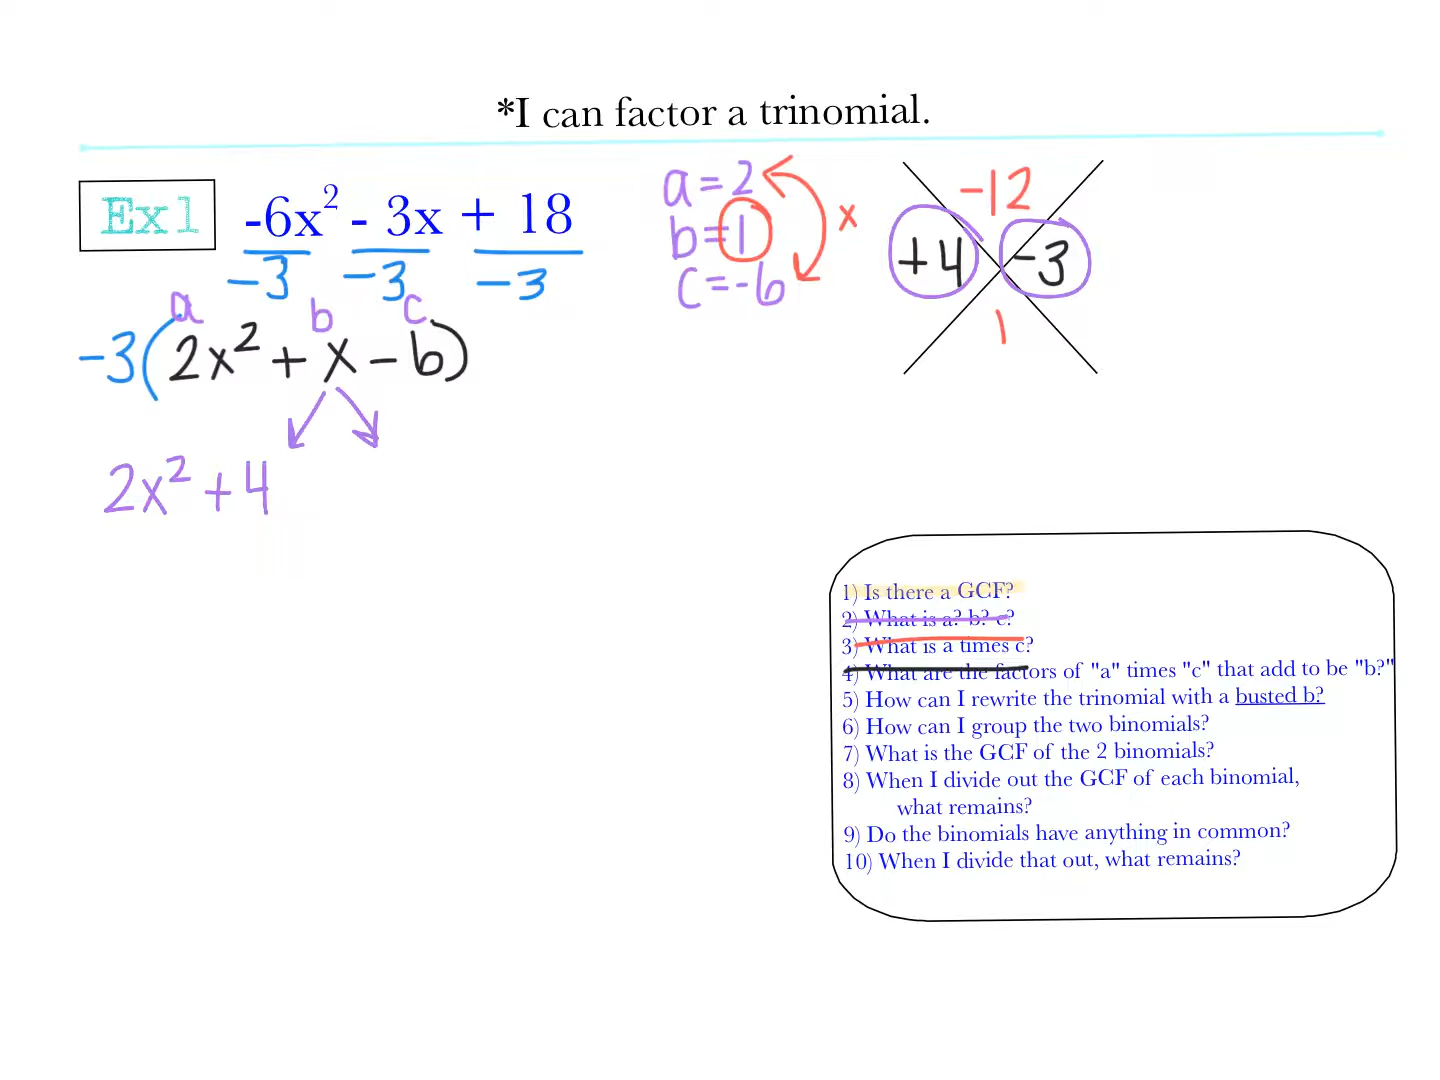 *I can factor a trinomial.
Ex1
-6x² - 3x + 18
-3 -3 -3
a b c
-3(2x² + x - 6)
2x² + 4
a = 2
b = 1
c = -6
x
-12
+4 -3
1
1) Is there a GCF?
2) What is a? b? c?
3) What is a times c?
4) What are the factors of "a" times "c" that add to be "b?"
5) How can I rewrite the trinomial with a busted b?
6) How can I group the two binomials?
7) What is the GCF of the 2 binomials?
8) When I divide out the GCF of each binomial,
what remains?
9) Do the binomials have anything in common?
10) When I divide that out, what remains?